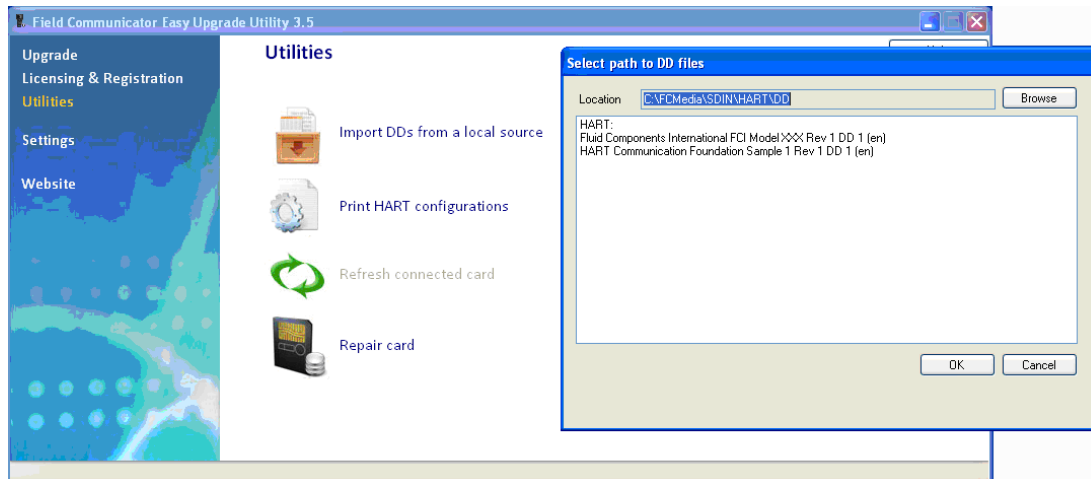 Field Communicator Easy Upgrade Utility 3.5
Upgrade
Licensing & Registration
Utilities
Settings
Website
Utilities
Import DDs from a local source
Print HART configurations
Refresh connected card
Repair card
Select path to DD files
Location C:\FCMedia\SDIN\HART\DD Browse
HART:
Fluid Components International FCI Model XXX Rev 1 DD 1 (en)
HART Communication Foundation Sample 1 Rev 1 DD 1 (en)
OK Cancel